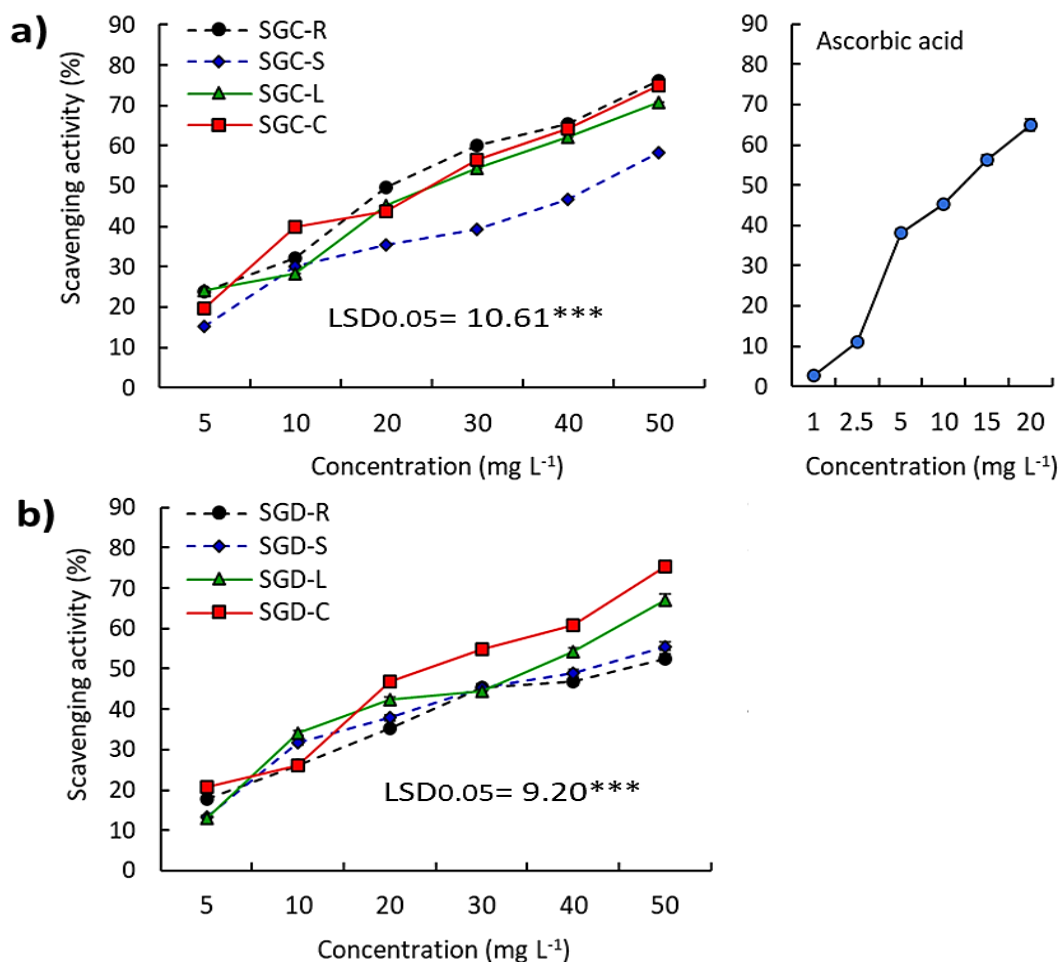 a)
Scavenging activity (%)
90
80
70
60
50
40
30
20
10
0
SGC-R
SGC-S
SGC-L
SGC-C
LSD0.05= 10.61***
5 10 20 30 40 50
Concentration (mg L⁻¹)
90
80
70
60
50
40
30
20
10
0
Ascorbic acid
1 2.5 5 10 15 20
Concentration (mg L⁻¹)
b)
Scavenging activity (%)
90
80
70
60
50
40
30
20
10
0
SGD-R
SGD-S
SGD-L
SGD-C
LSD0.05= 9.20***
5 10 20 30 40 50
Concentration (mg L⁻¹)